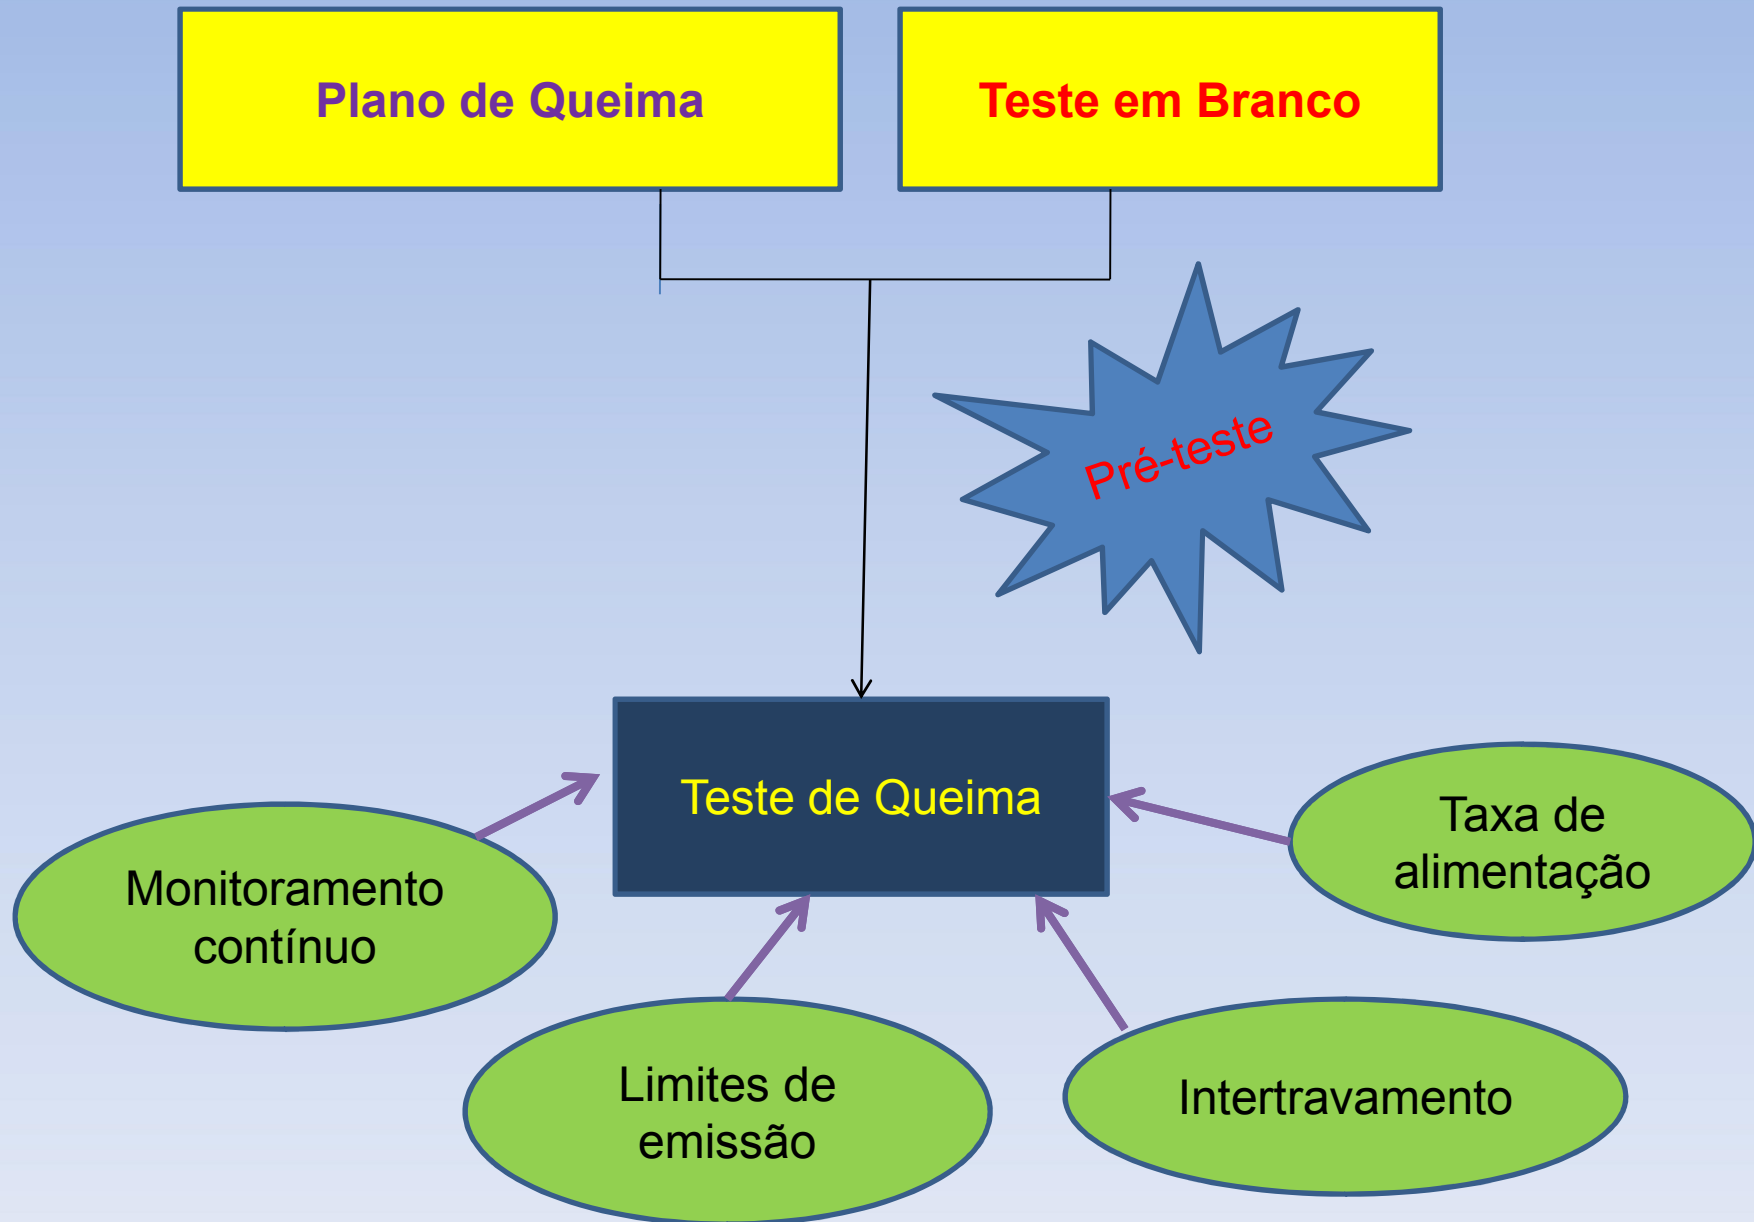 Plano de Queima
Teste em Branco
Pré-teste
Teste de Queima
Taxa de
alimentação
Monitoramento
contínuo
Limites de
emissão
Intertravamento